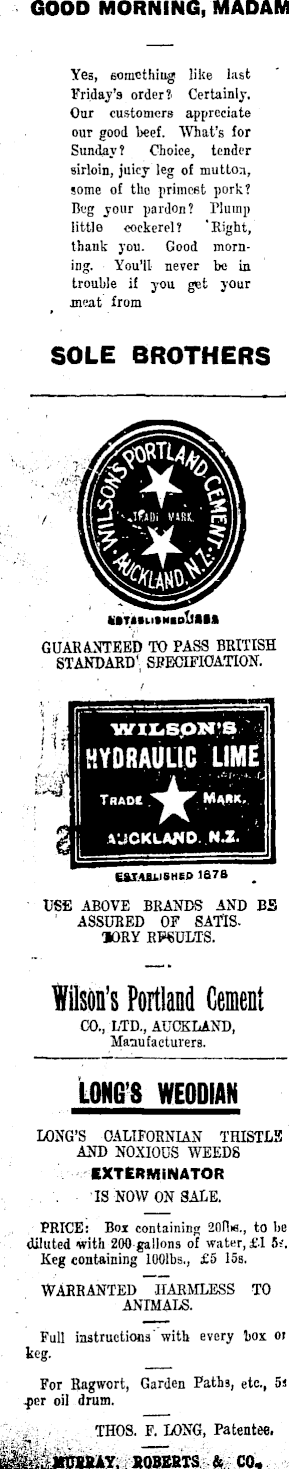 GOOD MORNING, MADAM
Yes, something like last
Friday's order? Certainly.
Our customers appreciate
our good beef. What's for
Sunday? Choice, tender
sirloin, juicy leg of mutton,
some of the primest pork?
Beg your pardon? Plump
little cockerel? Right,
thank you. Good morn-
ing. You'll never be in
trouble if you get your
meat from
SOLE BROTHERS
WILSON'S PORTLAND CEMENT
TRADE MARK.
AUCKLAND, N.Z.
ESTABLISHED
GUARANTEED TO PASS BRITISH
STANDARD SPECIFICATION.
WILSON'S
HYDRAULIC LIME
TRADE MARK.
AUCKLAND. N.Z.
ESTABLISHED 1878
USE ABOVE BRANDS AND BE
ASSURED OF SATIS-
TORY RESULTS.
Wilson's Portland Cement
CO., LTD., AUCKLAND,
Manufacturers.
LONG'S WEODIAN
LONG'S CALIFORNIAN THISTLE
AND NOXIOUS WEEDS
EXTERMINATOR
IS NOW ON SALE.
PRICE: Box containing 20lbs., to be
diluted with 200 gallons of water, £1 5s.
Keg containing 100lbs., £5 15s.
WARRANTED HARMLESS TO
ANIMALS.
Full instructions with every box or
keg.
For Ragwort, Garden Paths, etc., 5s
per oil drum.
THOS. F. LONG, Patentee.
MURRAY, ROBERTS & CO.,